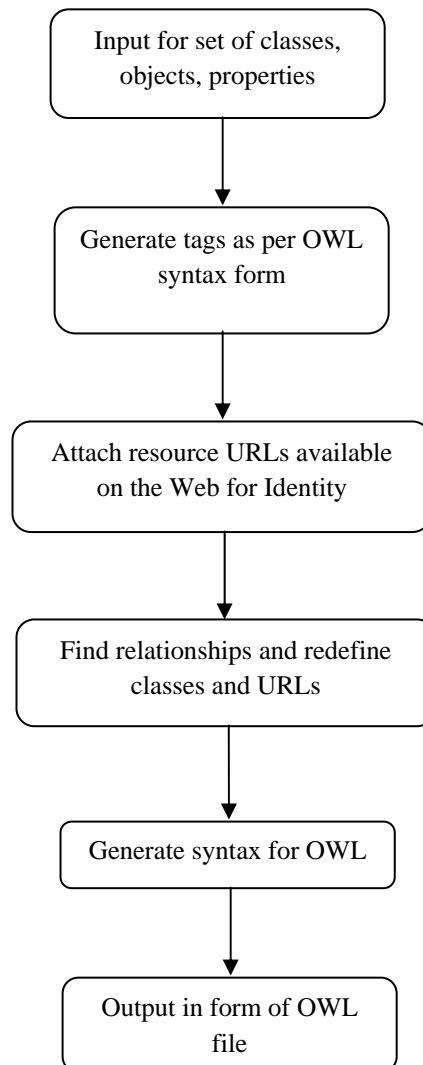 Input for set of classes,
objects, properties
Generate tags as per OWL
syntax form
Attach resource URLs available
on the Web for Identity
Find relationships and redefine
classes and URLs
Generate syntax for OWL
Output in form of OWL
file